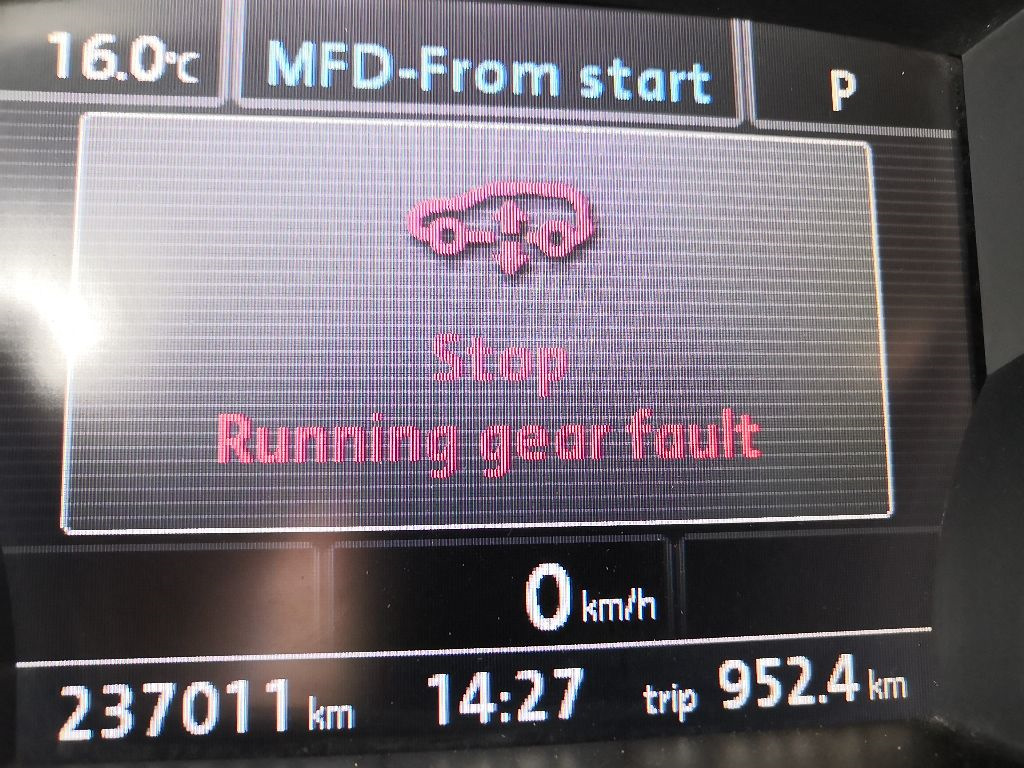 16.0°C MFD-From start P
Stop
Running gear fault
0 km/h
237011 km 14:27 trip 952.4 km